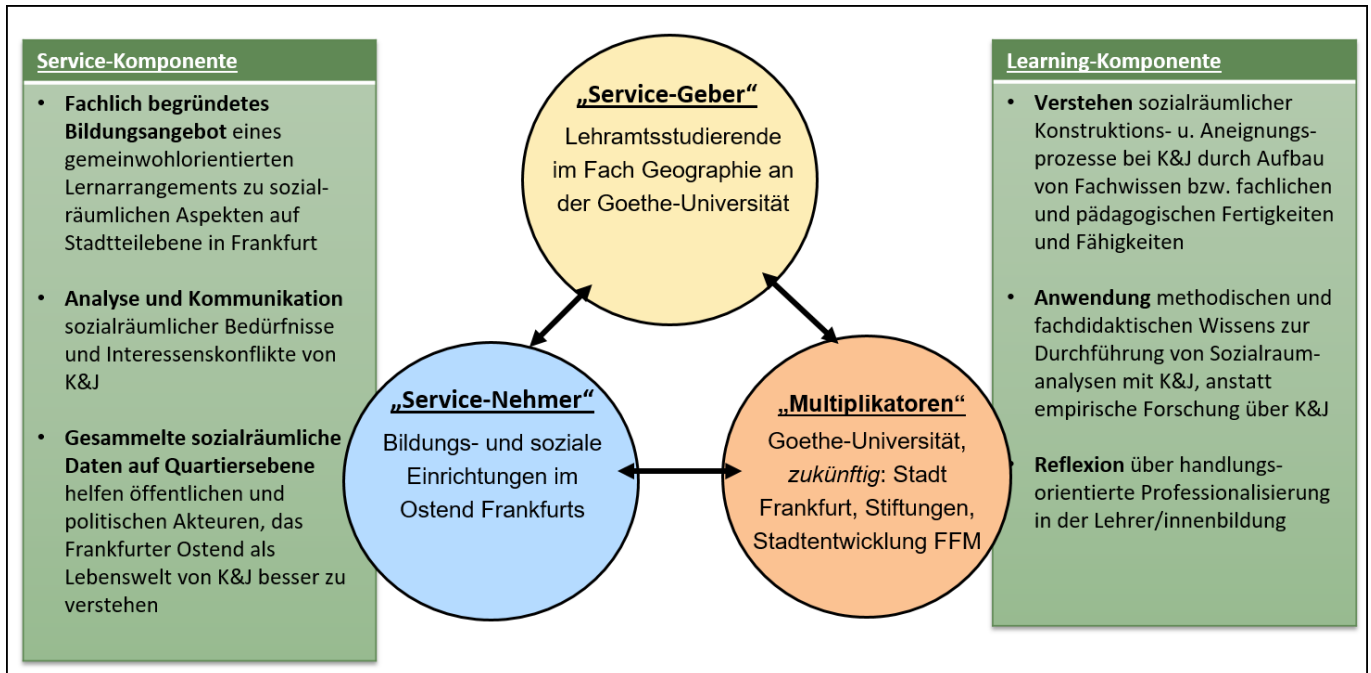 Service-Komponente
• Fachlich begründetes
Bildungsangebot eines
gemeinwohlorientierten
Lernarrangements zu sozial-
räumlichen Aspekten auf
Stadtteilebene in Frankfurt
• Analyse und Kommunikation
sozialräumlicher Bedürfnisse
und Interessenskonflikte von
K&J
• Gesammelte sozialräumliche
Daten auf Quartiersebene
helfen öffentlichen und
politischen Akteuren, das
Frankfurter Ostend als
Lebenswelt von K&J besser zu
verstehen
„Service-Geber“
Lehramtsstudierende
im Fach Geographie an
der Goethe-Universität
„Service-Nehmer“
Bildungs- und soziale
Einrichtungen im
Ostend Frankfurts
„Multiplikatoren“
Goethe-Universität,
zukünftig: Stadt
Frankfurt, Stiftungen,
Stadtentwicklung FFM
Learning-Komponente
• Verstehen sozialräumlicher
Konstruktions- u. Aneignungs-
prozesse bei K&J durch Aufbau
von Fachwissen bzw. fachlichen
und pädagogischen Fertigkeiten
und Fähigkeiten
• Anwendung methodischen und
fachdidaktischen Wissens zur
Durchführung von Sozialraum-
analysen mit K&J, anstatt
empirische Forschung über K&J
• Reflexion über handlungs-
orientierte Professionalisierung
in der Lehrer/innenbildung